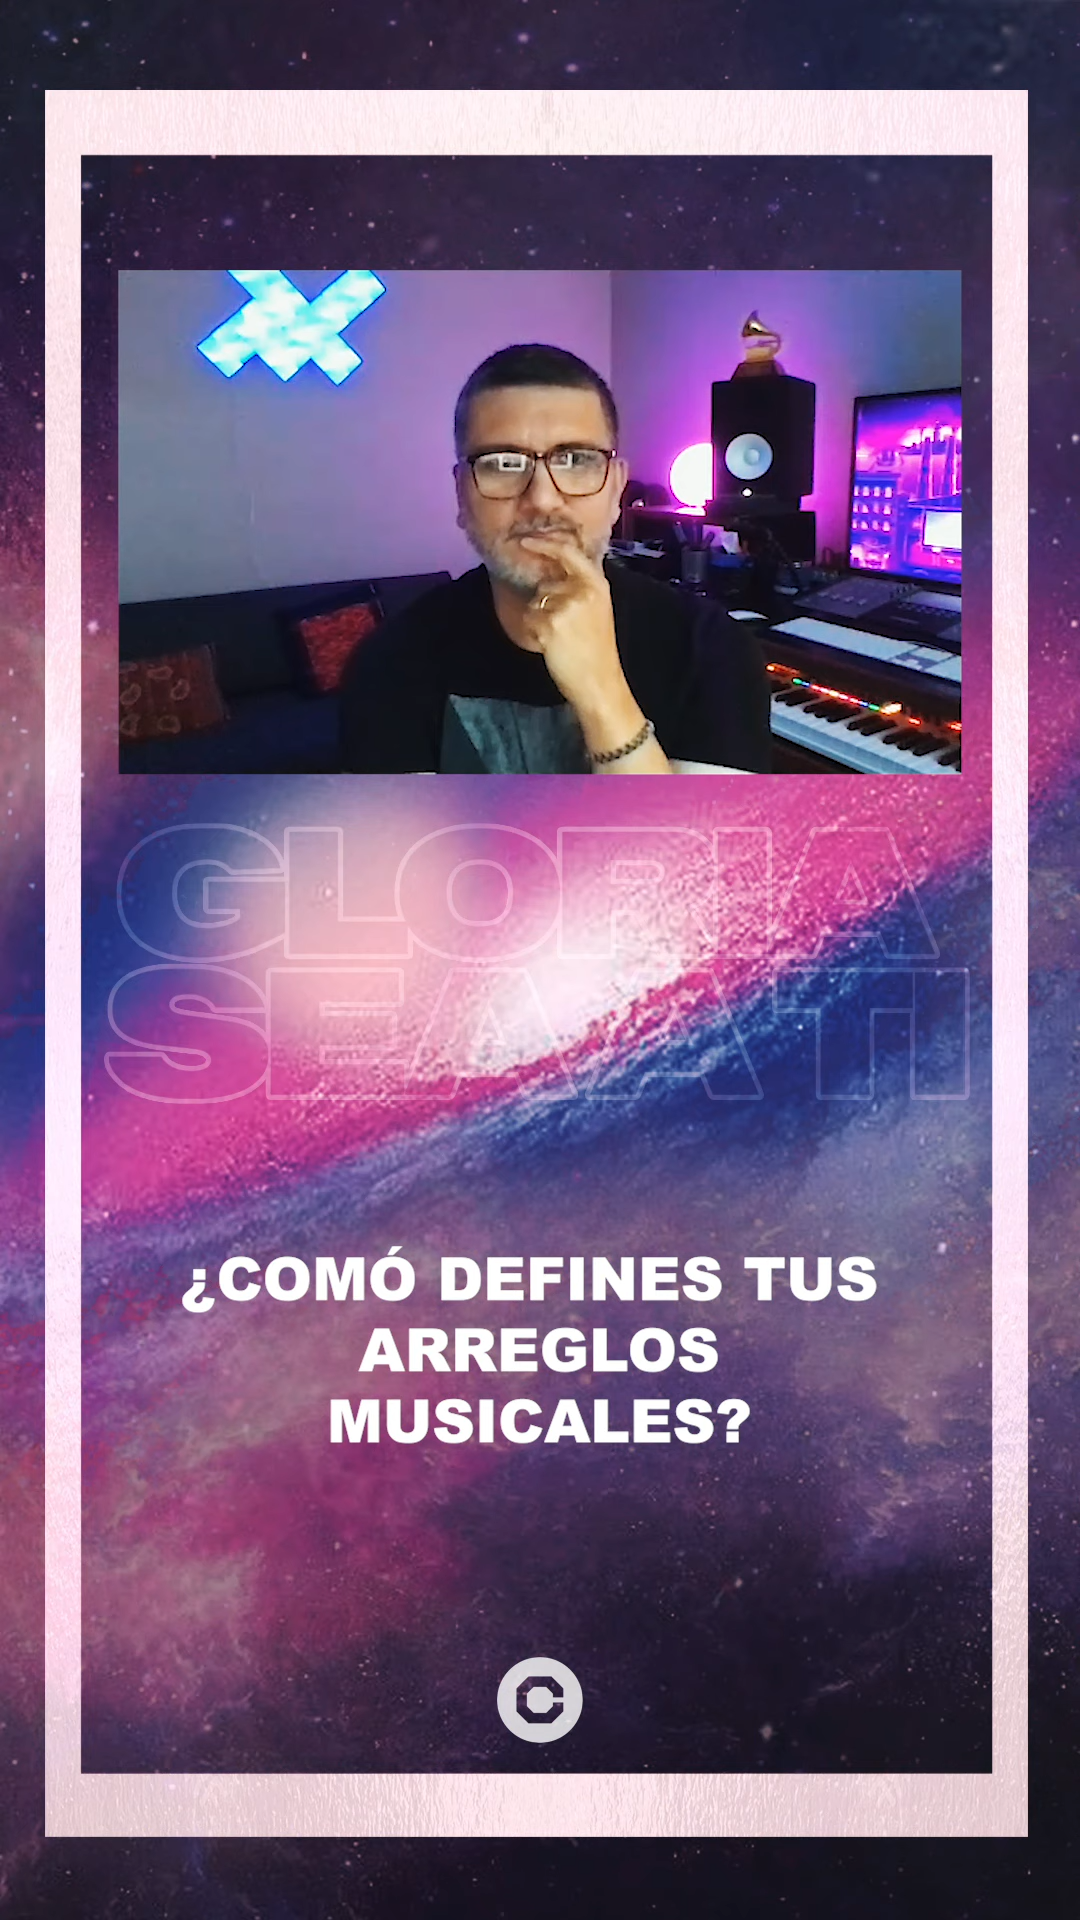 GLORIA
SEA A TI
¿COMÓ DEFINES TUS
ARREGLOS
MUSICALES?